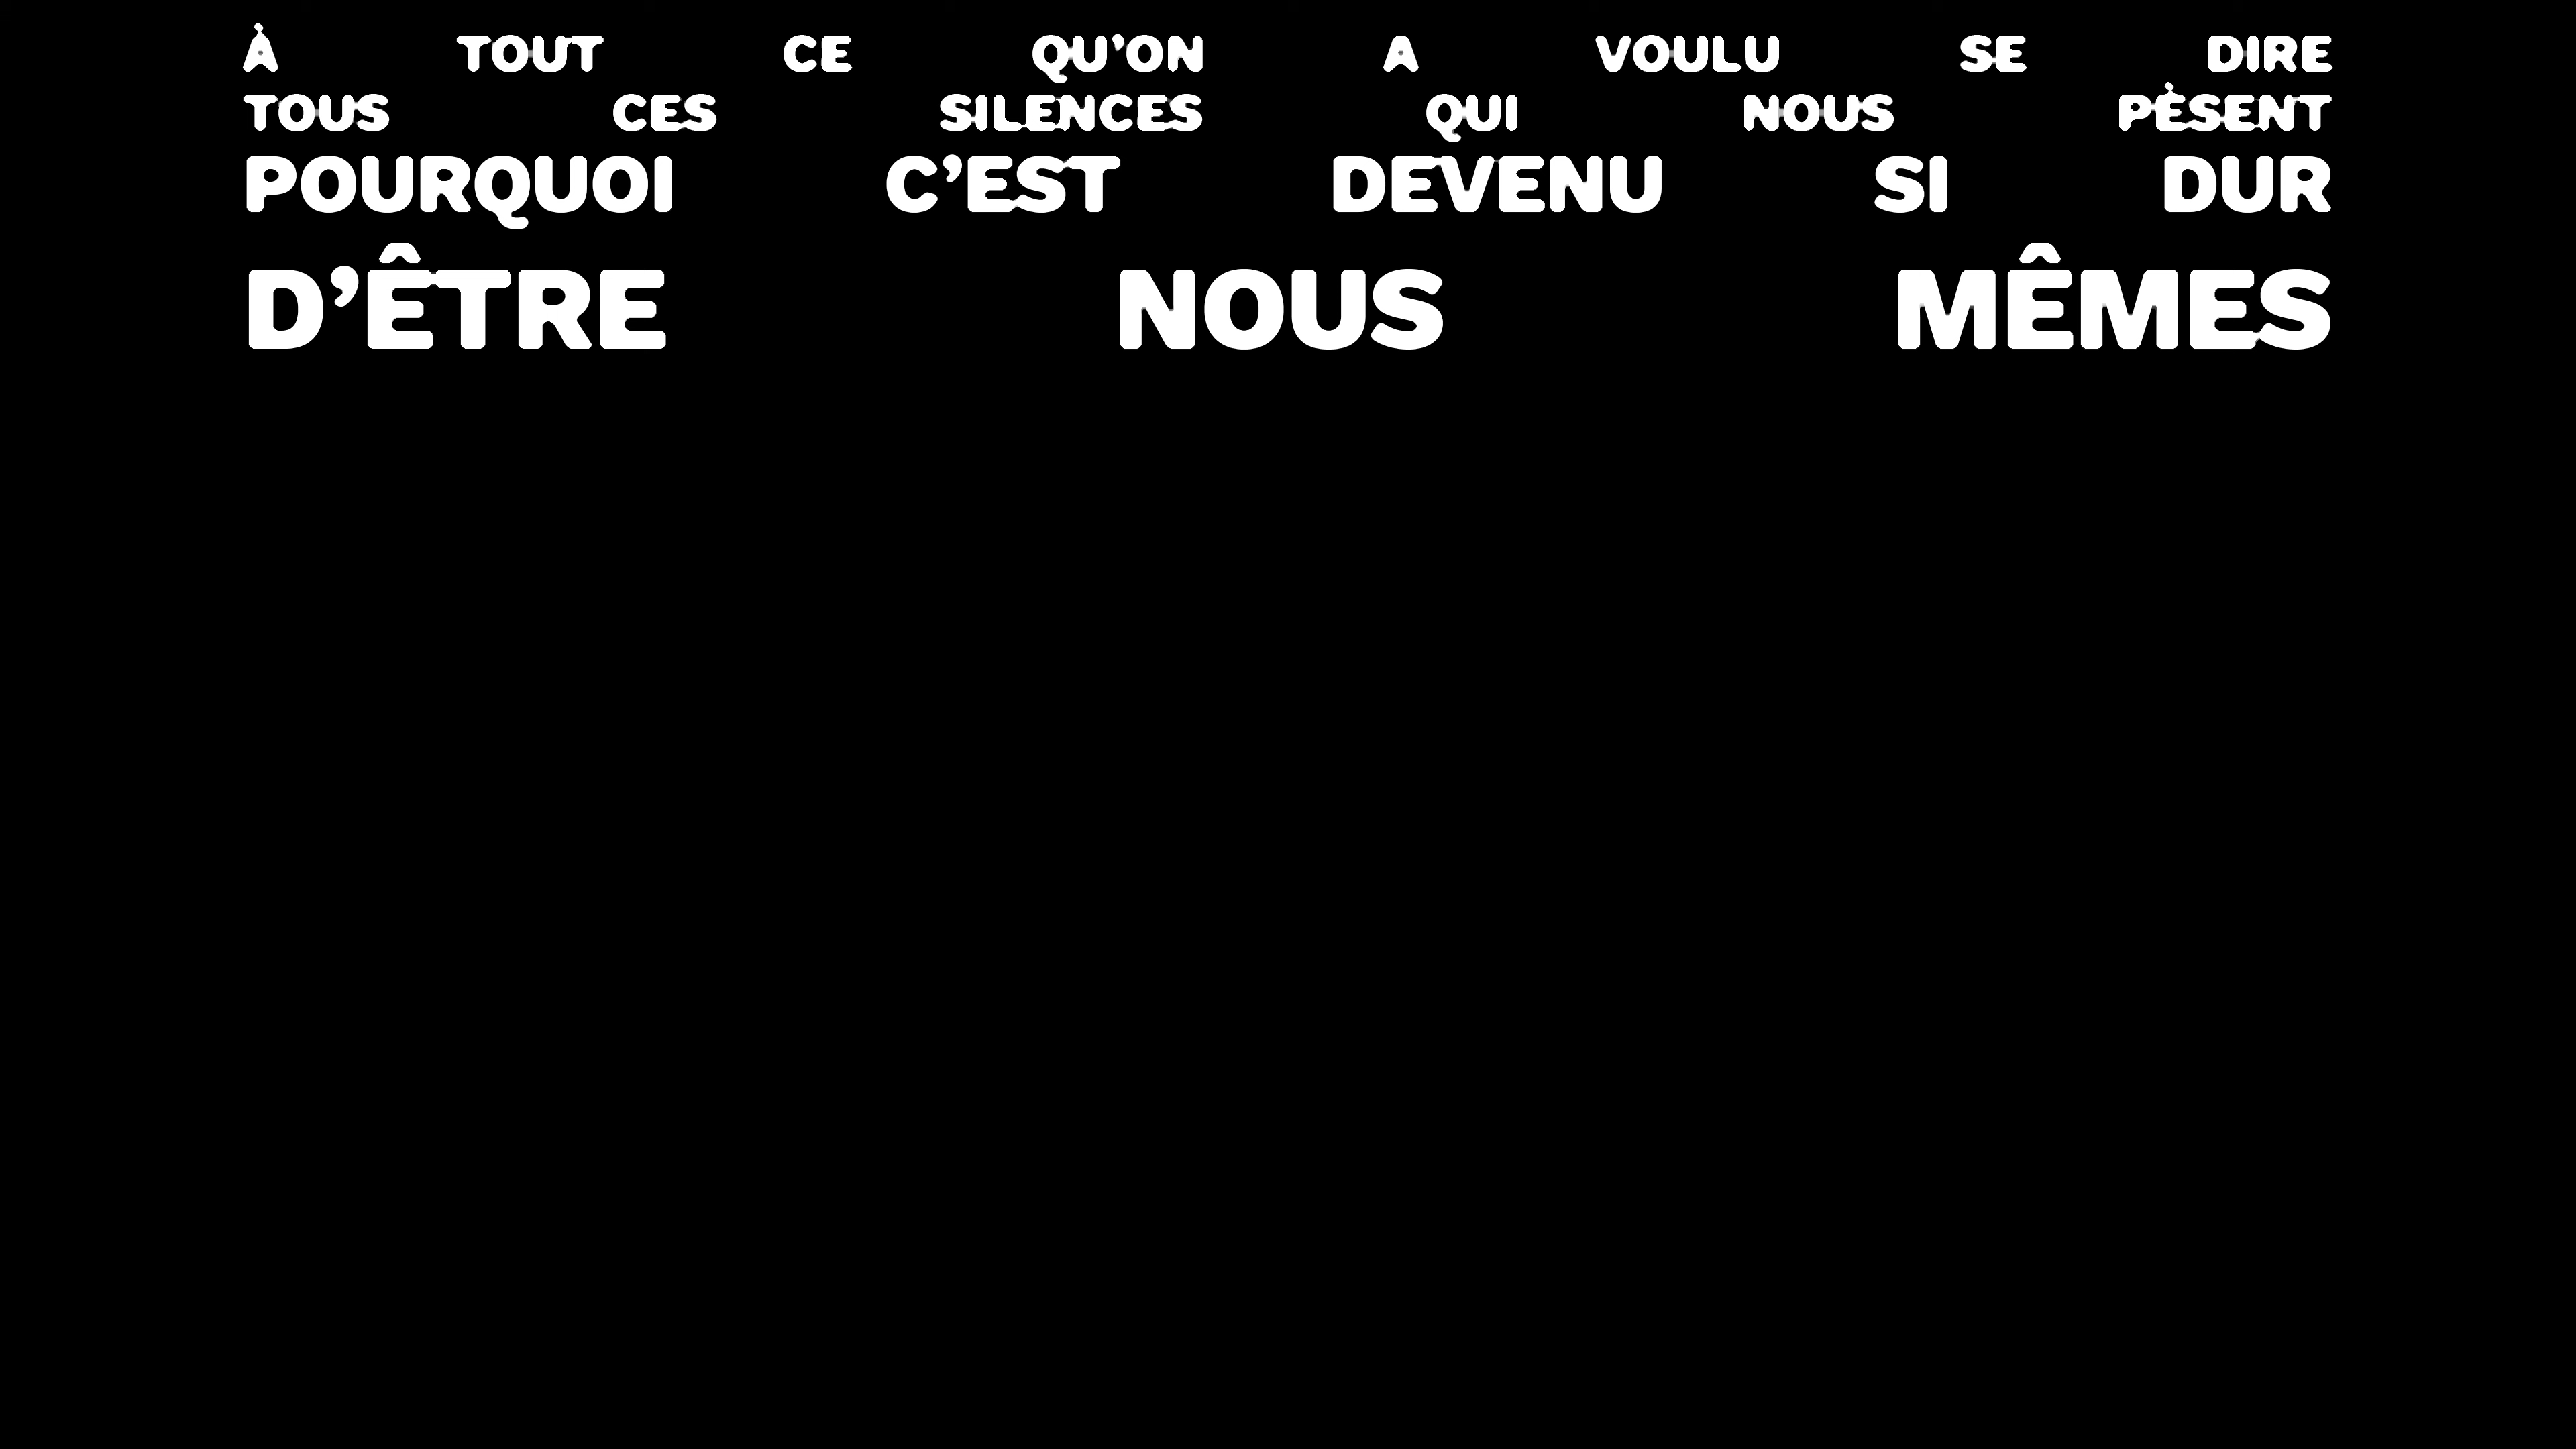 À TOUT CE QU’ON A VOULU SE DIRE
TOUS CES SILENCES QUI NOUS PÈSENT
POURQUOI C’EST DEVENU SI DUR
D’ÊTRE NOUS MÊMES